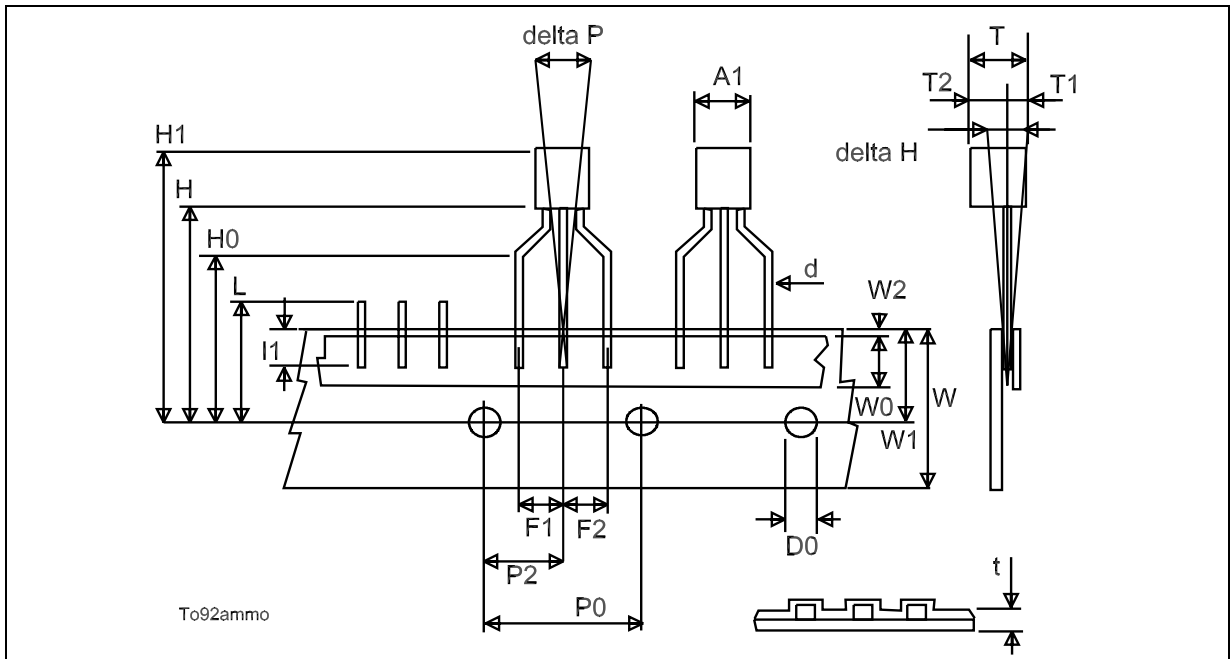 delta P
T
A1
T2
T1
H1
delta H
H
H0
d
L
W2
I1
W0
W
W1
F1
F2
D0
P2
t
P0
To92ammo